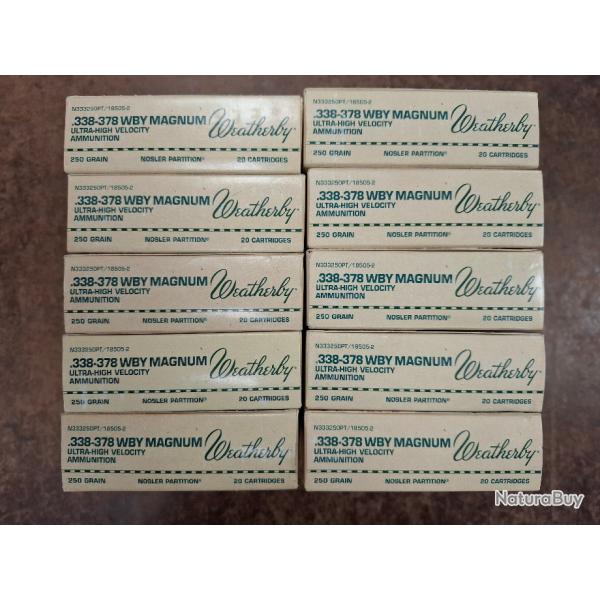 N333250PT/18505-2
.338-378 WBY MAGNUM
ULTRA-HIGH VELOCITY
AMMUNITION
Weatherby
250 GRAIN NOSLER PARTITION® 20 CARTRIDGES
N333250PT/18505-2
.338-378 WBY MAGNUM
ULTRA-HIGH VELOCITY
AMMUNITION
Weatherby
250 GRAIN NOSLER PARTITION® 20 CARTRIDGES
N333250PT/18505-2
.338-378 WBY MAGNUM
ULTRA-HIGH VELOCITY
AMMUNITION
Weatherby
250 GRAIN NOSLER PARTITION® 20 CARTRIDGES
N333250PT/18505-2
.338-378 WBY MAGNUM
ULTRA-HIGH VELOCITY
AMMUNITION
Weatherby
250 GRAIN NOSLER PARTITION® 20 CARTRIDGES
N333250PT/18505-2
.338-378 WBY MAGNUM
ULTRA-HIGH VELOCITY
AMMUNITION
Weatherby
250 GRAIN NOSLER PARTITION® 20 CARTRIDGES
N333250PT/18505-2
.338-378 WBY MAGNUM
ULTRA-HIGH VELOCITY
AMMUNITION
Weatherby
250 GRAIN NOSLER PARTITION® 20 CARTRIDGES
N333250PT/18505-2
.338-378 WBY MAGNUM
ULTRA-HIGH VELOCITY
AMMUNITION
Weatherby
250 GRAIN NOSLER PARTITION® 20 CARTRIDGES
N333250PT/18505-2
.338-378 WBY MAGNUM
ULTRA-HIGH VELOCITY
AMMUNITION
Weatherby
250 GRAIN NOSLER PARTITION® 20 CARTRIDGES
N333250PT/18505-2
.338-378 WBY MAGNUM
ULTRA-HIGH VELOCITY
AMMUNITION
Weatherby
250 GRAIN NOSLER PARTITION® 20 CARTRIDGES
N333250PT/18505-2
.338-378 WBY MAGNUM
ULTRA-HIGH VELOCITY
AMMUNITION
Weatherby
250 GRAIN NOSLER PARTITION® 20 CARTRIDGES
NaturaBuy